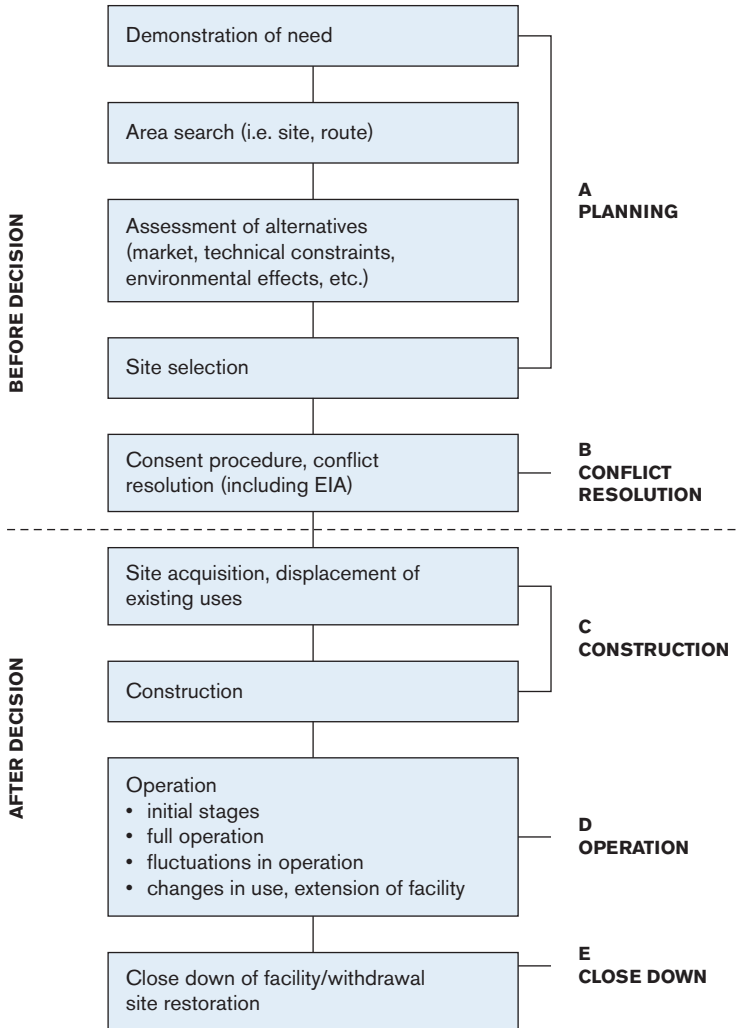 Demonstration of need
Area search (i.e. site, route)
A
PLANNING
Assessment of alternatives
(market, technical constraints,
environmental effects, etc.)
BEFORE DECISION
Site selection
Consent procedure, conflict
resolution (including EIA)
B
CONFLICT
RESOLUTION
Site acquisition, displacement of
existing uses
C
CONSTRUCTION
Construction
AFTER DECISION
Operation
• initial stages
• full operation
• fluctuations in operation
• changes in use, extension of facility
D
OPERATION
Close down of facility/withdrawal
site restoration
E
CLOSE DOWN